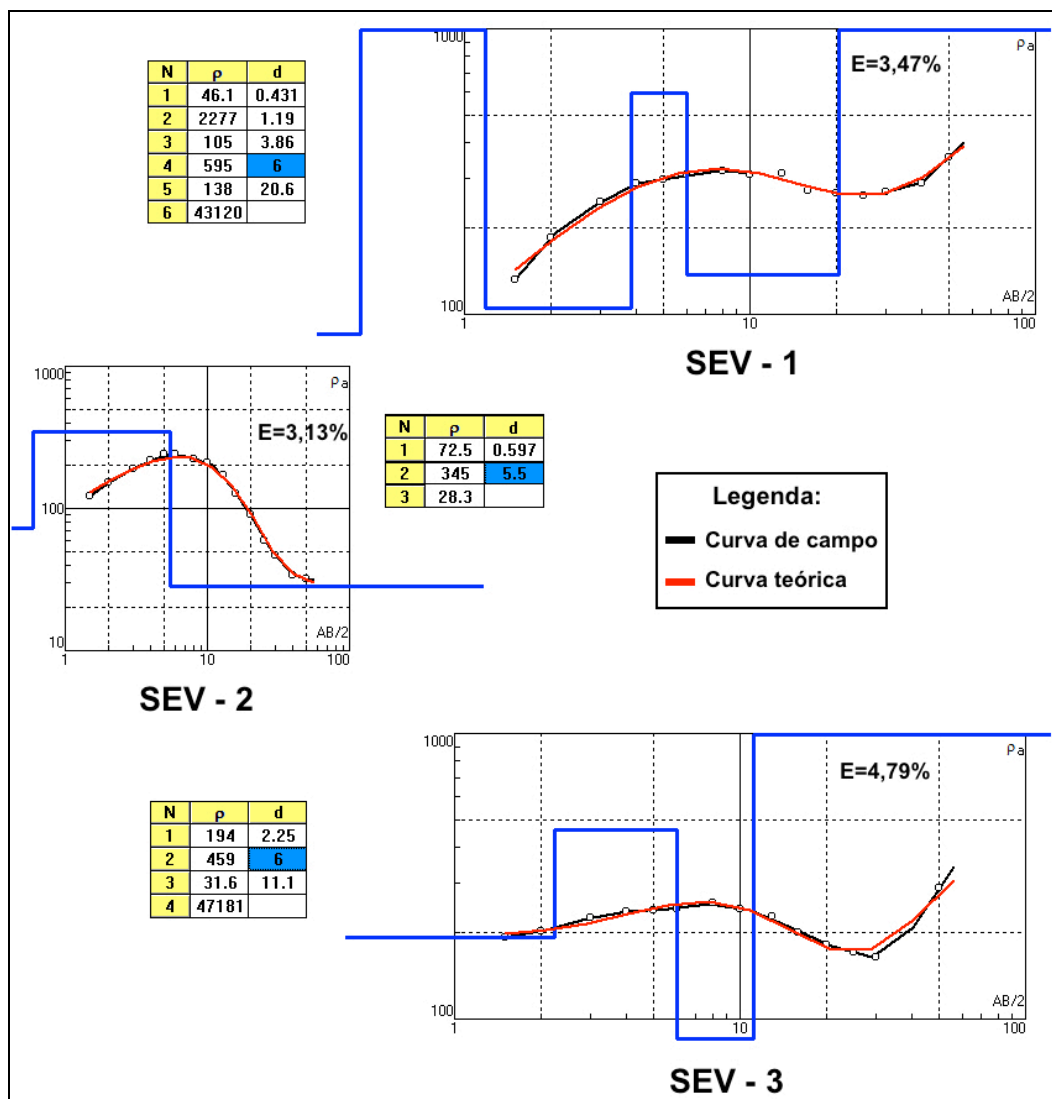 N ρ d
1 46.1 0.431
2 2277 1.19
3 105 3.86
4 595 6
5 138 20.6
6 43120
1000
ρa
E=3,47%
100
AB/2
1 10 100
SEV - 1
1000
ρa
E=3,13%
100
10
AB/2
1 10 100
SEV - 2
N ρ d
1 72.5 0.597
2 345 5.5
3 28.3
Legenda:
Curva de campo
Curva teórica
N ρ d
1 194 2.25
2 459 6
3 31.6 11.1
4 47181
1000
ρa
E=4,79%
100
AB/2
1 10 100
SEV - 3